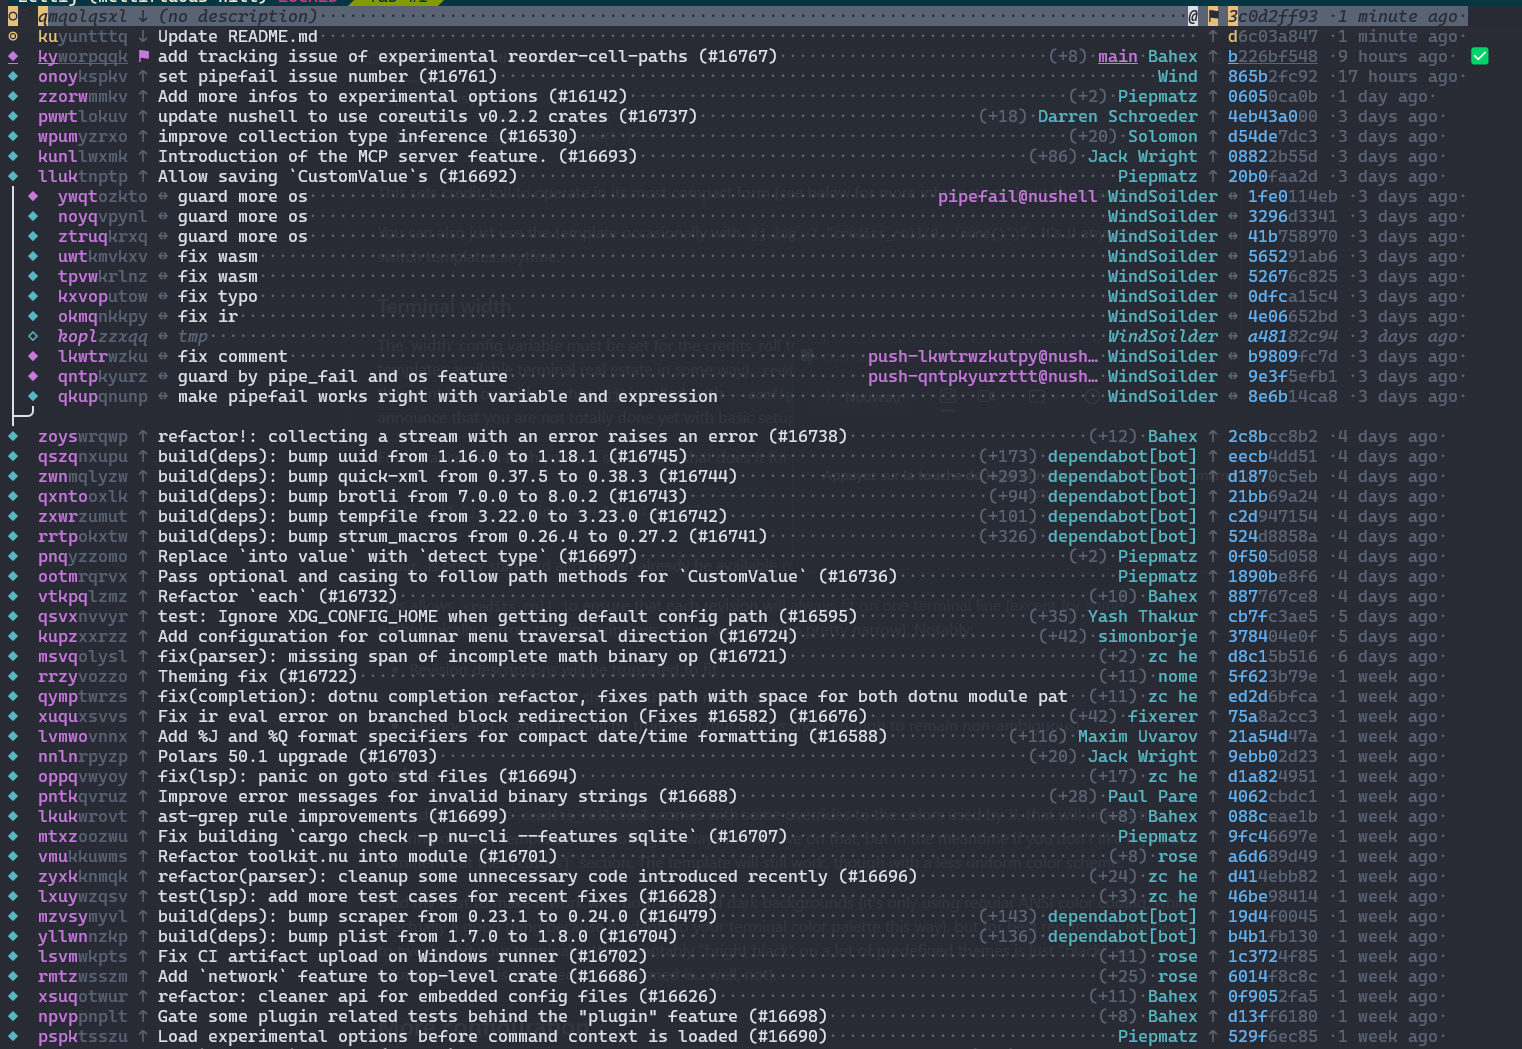 qmqolqsxl ↓ (no description) @ 3c0d2ff93 · 1 minute ago
kuyuntttq ↓ Update README.md ↑ d6c03a847 · 1 minute ago
kyworpqqk add tracking issue of experimental reorder-cell-paths (#16767) (+8) main Bahex ↑ b226bf548 · 9 hours ago
onoykspkv ↑ set pipefail issue number (#16761) Wind ↑ 865b2fc92 · 17 hours ago
zzorwmmkv ↑ Add more infos to experimental options (#16142) (+2) Piepmatz ↑ 06050ca0b · 1 day ago
pwwtlokuv ↑ update nushell to use coreutils v0.2.2 crates (#16737) (+18) Darren Schroeder ↑ 4eb43a000 · 3 days ago
wpumyzrxo ↑ improve collection type inference (#16530) (+20) Solomon ↑ d54de7dc3 · 3 days ago
kunllwxmk ↑ Introduction of the MCP server feature. (#16693) (+86) Jack Wright ↑ 08822b55d · 3 days ago
lluktnptp ↑ Allow saving `CustomValue`s (#16692) Piepmatz ↑ 20b0faa2d · 3 days ago
ywqtozkto ⇔ guard more os pipefail@nushell WindSoilder ⇔ 1fe0114eb · 3 days ago
noyqvpynl ⇔ guard more os WindSoilder ⇔ 3296d3341 · 3 days ago
ztruqkrxq ⇔ guard more os WindSoilder ⇔ 41b758970 · 3 days ago
uwtkmvkxv ⇔ fix wasm WindSoilder ⇔ 565291ab6 · 3 days ago
tpvwkrlnz ⇔ fix wasm WindSoilder ⇔ 52676c825 · 3 days ago
kxvoputow ⇔ fix typo WindSoilder ⇔ 0dfca15c4 · 3 days ago
okmqnkkpy ⇔ fix ir WindSoilder ⇔ 4e06652bd · 3 days ago
koplzzxqq ⇔ tmp WindSoilder ⇔ a48182c94 · 3 days ago
lkwtrwzku ⇔ fix comment push-lkwtrwzkutpy@nush… WindSoilder ⇔ b9809fc7d · 3 days ago
qntpkyurz ⇔ guard by pipe_fail and os feature push-qntpkyurzttt@nush… WindSoilder ⇔ 9e3f5efb1 · 3 days ago
qkupqnunp ⇔ make pipefail works right with variable and expression WindSoilder ⇔ 8e6b14ca8 · 3 days ago
zoyswrqwp ↑ refactor!: collecting a stream with an error raises an error (#16738) (+12) Bahex ↑ 2c8bcc8b2 · 4 days ago
qszqnxupu ↑ build(deps): bump uuid from 1.16.0 to 1.18.1 (#16745) (+173) dependabot[bot] ↑ eecb4dd51 · 4 days ago
zwnmqlyzw ↑ build(deps): bump quick-xml from 0.37.5 to 0.38.3 (#16744) (+293) dependabot[bot] ↑ d1870c5eb · 4 days ago
qxntooxlk ↑ build(deps): bump brotli from 7.0.0 to 8.0.2 (#16743) (+94) dependabot[bot] ↑ 21bb69a24 · 4 days ago
zxwrzumut ↑ build(deps): bump tempfile from 3.22.0 to 3.23.0 (#16742) (+101) dependabot[bot] ↑ c2d947154 · 4 days ago
rrtpokxtw ↑ build(deps): bump strum_macros from 0.26.4 to 0.27.2 (#16741) (+326) dependabot[bot] ↑ 524d8858a · 4 days ago
pnqyzzomo ↑ Replace `into value` with `detect type` (#16697) (+2) Piepmatz ↑ 0f505d058 · 4 days ago
ootmrqrvx ↑ Pass optional and casing to follow path methods for `CustomValue` (#16736) Piepmatz ↑ 1890be8f6 · 4 days ago
vtkpqlzmz ↑ Refactor `each` (#16732) (+10) Bahex ↑ 887767ce8 · 4 days ago
qsvxnvvyr ↑ test: Ignore XDG_CONFIG_HOME when getting default config path (#16595) (+35) Yash Thakur ↑ cb7fc3ae5 · 5 days ago
kupzxxrzz ↑ Add configuration for columnar menu traversal direction (#16724) (+42) simonborje ↑ 378404e0f · 5 days ago
msvqolysl ↑ fix(parser): missing span of incomplete math binary op (#16721) (+2) zc he ↑ d8c15b516 · 6 days ago
rrzyvozzo ↑ Theming fix (#16722) (+11) nome ↑ 5f623b79e · 1 week ago
qymptwrzs ↑ fix(completion): dotnu completion refactor, fixes path with space for both dotnu module pat (+11) zc he ↑ ed2d6bfca · 1 week ago
xuquxsvvs ↑ Fix ir eval error on branched block redirection (Fixes #16582) (#16676) (+42) fixerer ↑ 75a8a2cc3 · 1 week ago
lvmwovnnx ↑ Add %J and %Q format specifiers for compact date/time formatting (#16588) (+116) Maxim Uvarov ↑ 21a54d47a · 1 week ago
nnlnrpyzp ↑ Polars 50.1 upgrade (#16703) (+20) Jack Wright ↑ 9ebb02d23 · 1 week ago
oppqvwyoy ↑ fix(lsp): panic on goto std files (#16694) (+17) zc he ↑ d1a824951 · 1 week ago
pntkqvruz ↑ Improve error messages for invalid binary strings (#16688) (+28) Paul Pare ↑ 4062cbdc1 · 1 week ago
lkukwrovt ↑ ast-grep rule improvements (#16699) (+8) Bahex ↑ 088ceae1b · 1 week ago
mtxzoozwu ↑ Fix building `cargo check -p nu-cli --features sqlite` (#16707) Piepmatz ↑ 9fc46697e · 1 week ago
vmukkuwms ↑ Refactor toolkit.nu into module (#16701) (+8) rose ↑ a6d689d49 · 1 week ago
zyxkknmqk ↑ refactor(parser): cleanup some unnecessary code introduced recently (#16696) (+24) zc he ↑ d414ebb82 · 1 week ago
lxuywzqsv ↑ test(lsp): add more test cases for recent fixes (#16628) (+3) zc he ↑ 46be98414 · 1 week ago
mzvsymyvl ↑ build(deps): bump scraper from 0.23.1 to 0.24.0 (#16479) (+143) dependabot[bot] ↑ 19d4f0045 · 1 week ago
yllwnnzkp ↑ build(deps): bump plist from 1.7.0 to 1.8.0 (#16704) (+136) dependabot[bot] ↑ b4b1fb130 · 1 week ago
lsvmwkpts ↑ Fix CI artifact upload on Windows runner (#16702) (+11) rose ↑ 1c3724f85 · 1 week ago
rmtzwsszm ↑ Add `network` feature to top-level crate (#16686) (+25) rose ↑ 6014f8c8c · 1 week ago
xsuqotwur ↑ refactor: cleaner api for embedded config files (#16626) (+11) Bahex ↑ 0f9052fa5 · 1 week ago
npvppnplt ↑ Gate some plugin related tests behind the "plugin" feature (#16698) (+8) Bahex ↑ d13ff6180 · 1 week ago
pspktsszu ↑ Load experimental options before command context is loaded (#16690) Piepmatz ↑ 529f6ec85 · 1 week ago